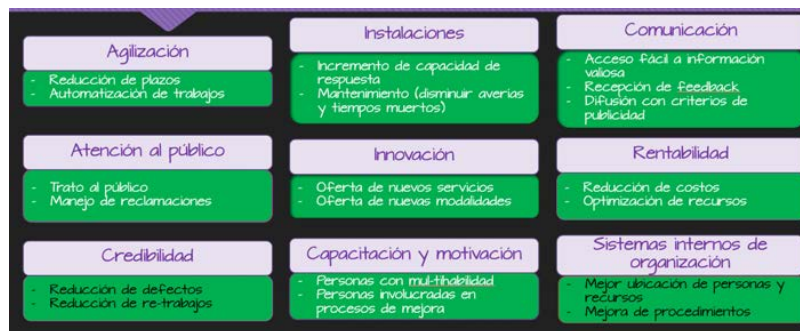 Agilización
- Reducción de plazos
- Automatización de trabajos
Instalaciones
- Incremento de capacidad de
respuesta
- Mantenimiento (disminuir averías
y tiempos muertos)
Comunicación
- Acceso fácil a información
valiosa
- Recepción de feedback
- Difusión con criterios de
publicidad
Atención al público
- Trato al público
- Manejo de reclamaciones
Innovación
- Oferta de nuevos servicios
- Oferta de nuevas modalidades
Rentabilidad
- Reducción de costos
- Optimización de recursos
Credibilidad
- Reducción de defectos
- Reducción de re-trabajos
Capacitación y motivación
- Personas con mul-tihabilidad
- Personas involucradas en
procesos de mejora
Sistemas internos de
organización
- Mejor ubicación de personas y
recursos
- Mejora de procedimientos